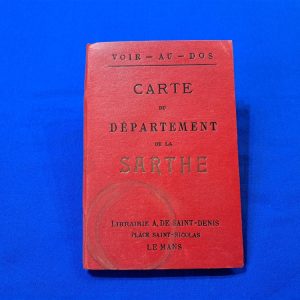 VOIR - AU - DOS
CARTE
DU
DÉPARTEMENT
DE LA
SARTHE
LIBRAIRIE A. DE SAINT-DENIS
PLACE SAINT-NICOLAS
LE MANS